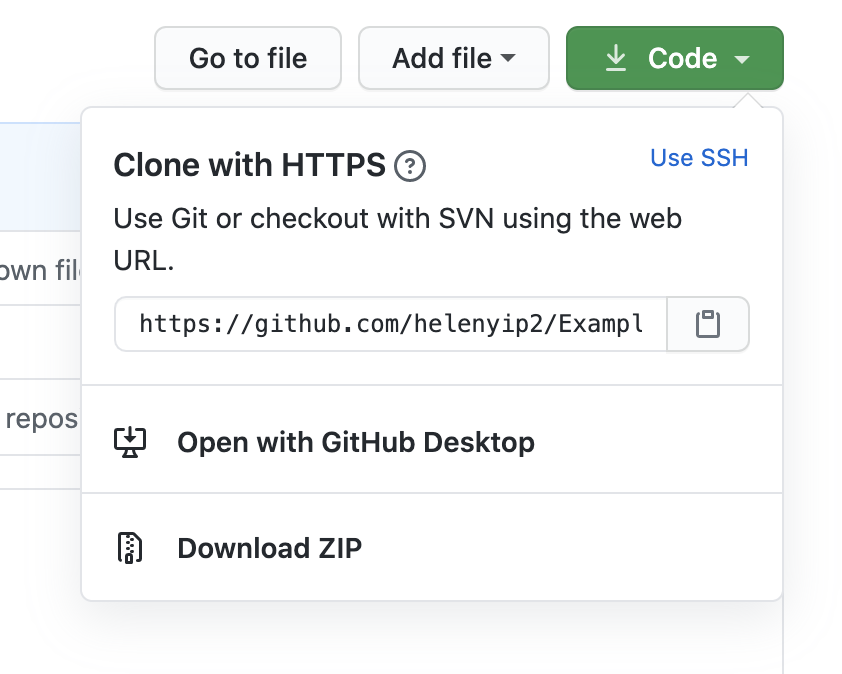 Go to file
Add file
Code
Clone with HTTPS
Use SSH
Use Git or checkout with SVN using the web
URL.
own fil
https://github.com/helenyip2/Exampl
repos
Open with GitHub Desktop
Download ZIP